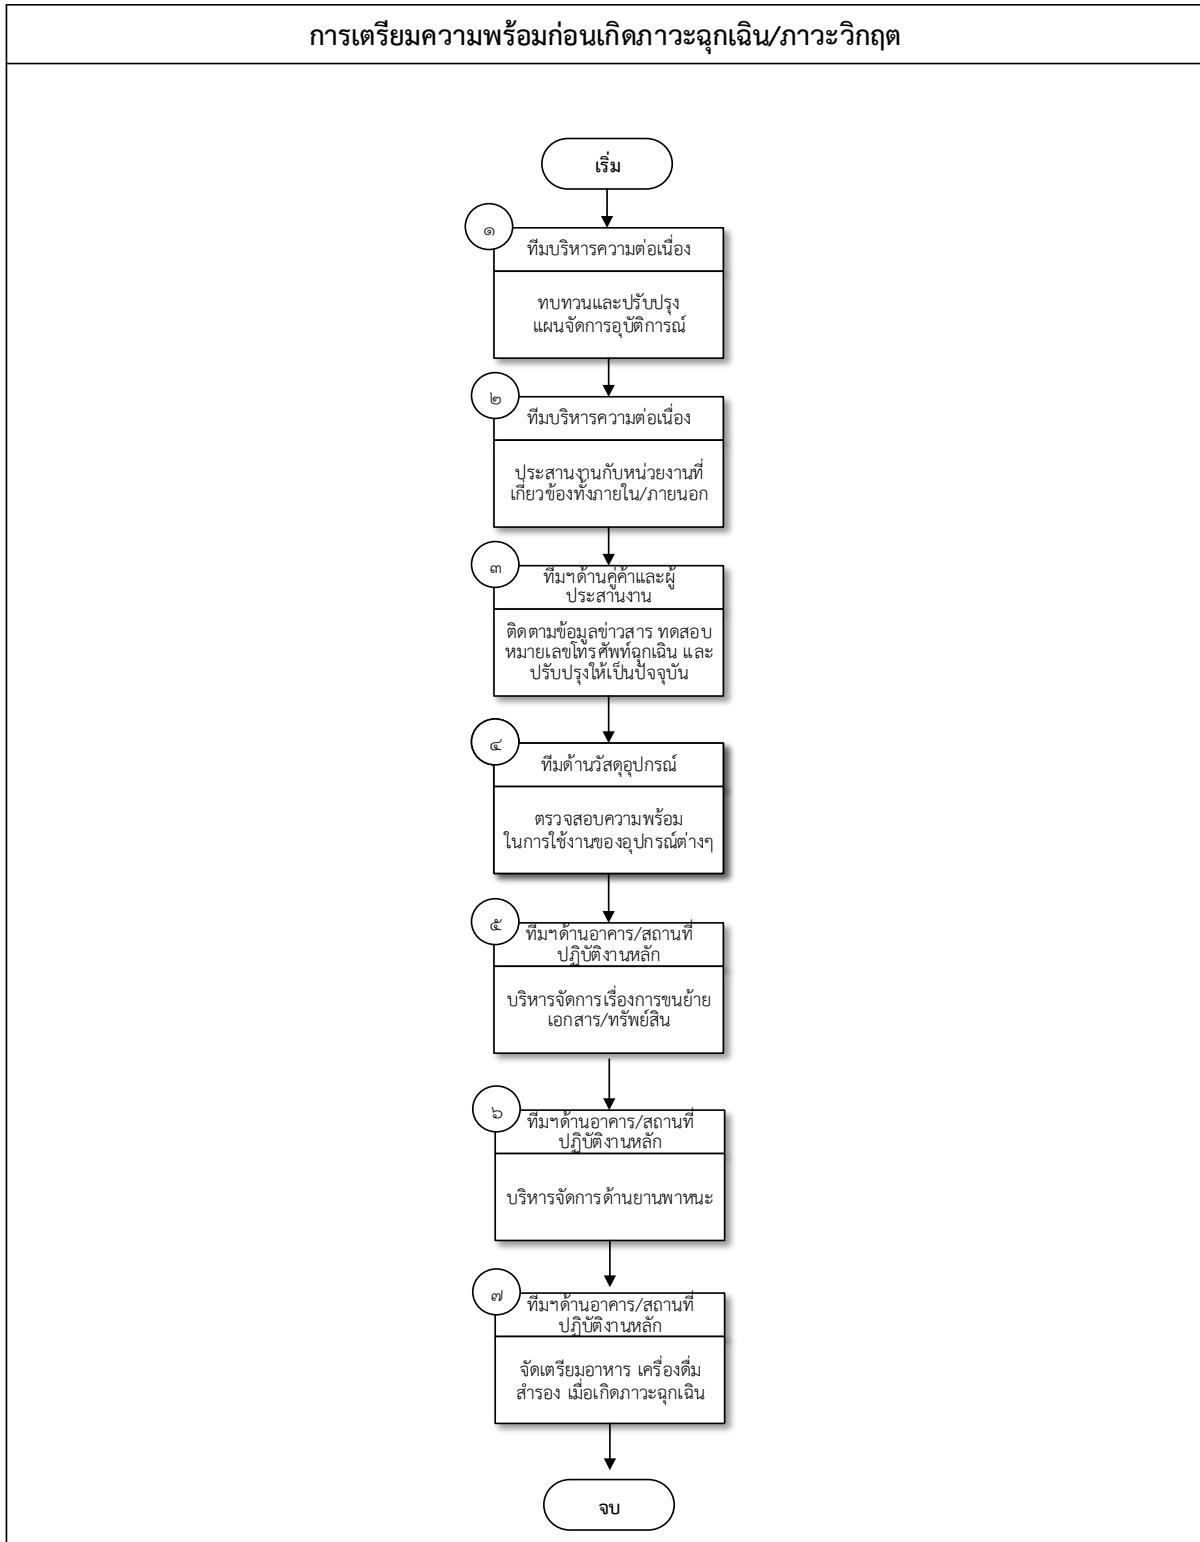 การเตรียมความพร้อมก่อนเกิดภาวะฉุกเฉิน/ภาวะวิกฤต
เริ่ม
๑
ทีมบริหารความต่อเนื่อง
ทบทวนและปรับปรุง
แผนจัดการอุบัติการณ์
๒
ทีมบริหารความต่อเนื่อง
ประสานงานกับหน่วยงานที่
เกี่ยวข้องทั้งภายใน/ภายนอก
๓
ทีมฯด้านคู่ค้าและผู้
ประสานงาน
ติดตามข้อมูลข่าวสาร ทดสอบ
หมายเลขโทรศัพท์ฉุกเฉิน และ
ปรับปรุงให้เป็นปัจจุบัน
๔
ทีมด้านวัสดุอุปกรณ์
ตรวจสอบความพร้อม
ในการใช้งานของอุปกรณ์ต่างๆ
๕
ทีมฯด้านอาคาร/สถานที่
ปฏิบัติงานหลัก
บริหารจัดการเรื่องการขนย้าย
เอกสาร/ทรัพย์สิน
๖
ทีมฯด้านอาคาร/สถานที่
ปฏิบัติงานหลัก
บริหารจัดการด้านยานพาหนะ
๗
ทีมฯด้านอาคาร/สถานที่
ปฏิบัติงานหลัก
จัดเตรียมอาหาร เครื่องดื่ม
สำรอง เมื่อเกิดภาวะฉุกเฉิน
จบ